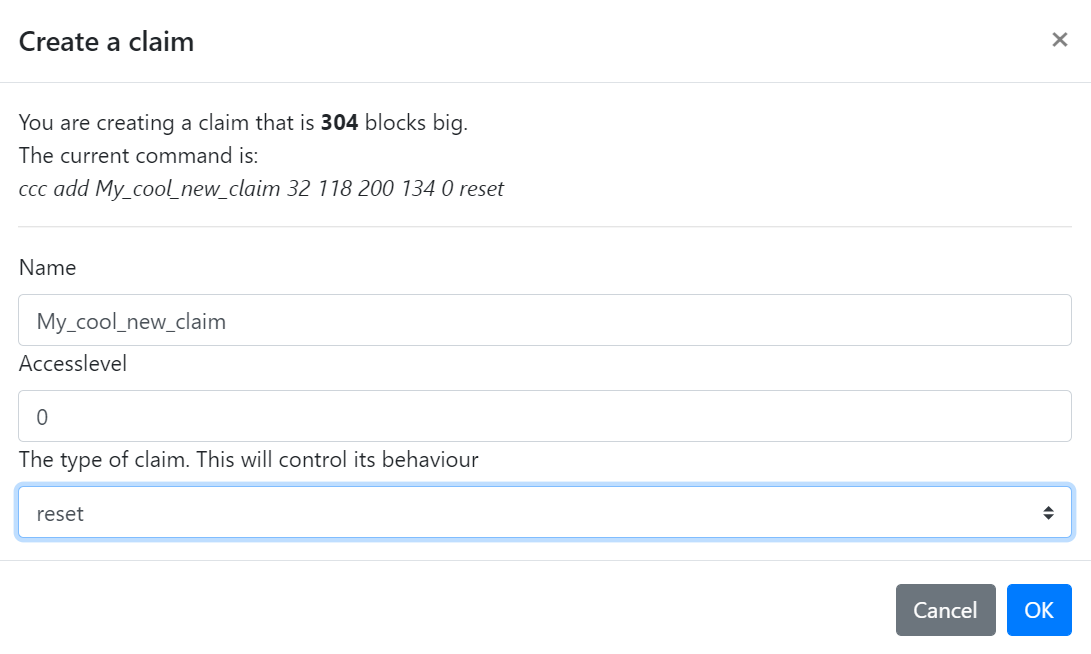 Create a claim ×
You are creating a claim that is 304 blocks big.
The current command is:
ccc add My_cool_new_claim 32 118 200 134 0 reset
Name
My_cool_new_claim
Accesslevel
0
The type of claim. This will control its behaviour
reset
Cancel OK